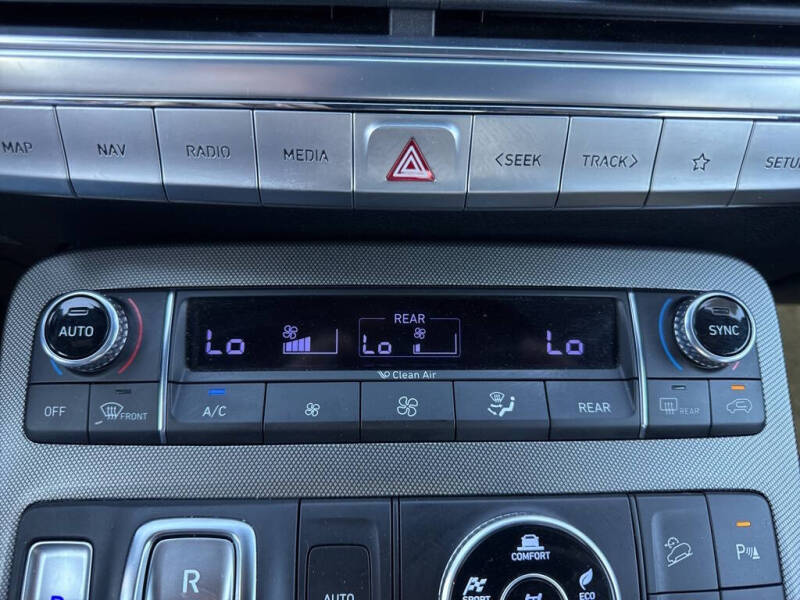 MAP NAV RADIO MEDIA <SEEK TRACK>
AUTO REAR SYNC
Lo Lo Lo
Clean Air
OFF FRONT A/C REAR REAR
COMFORT
R P
AUTO SPORT ECO